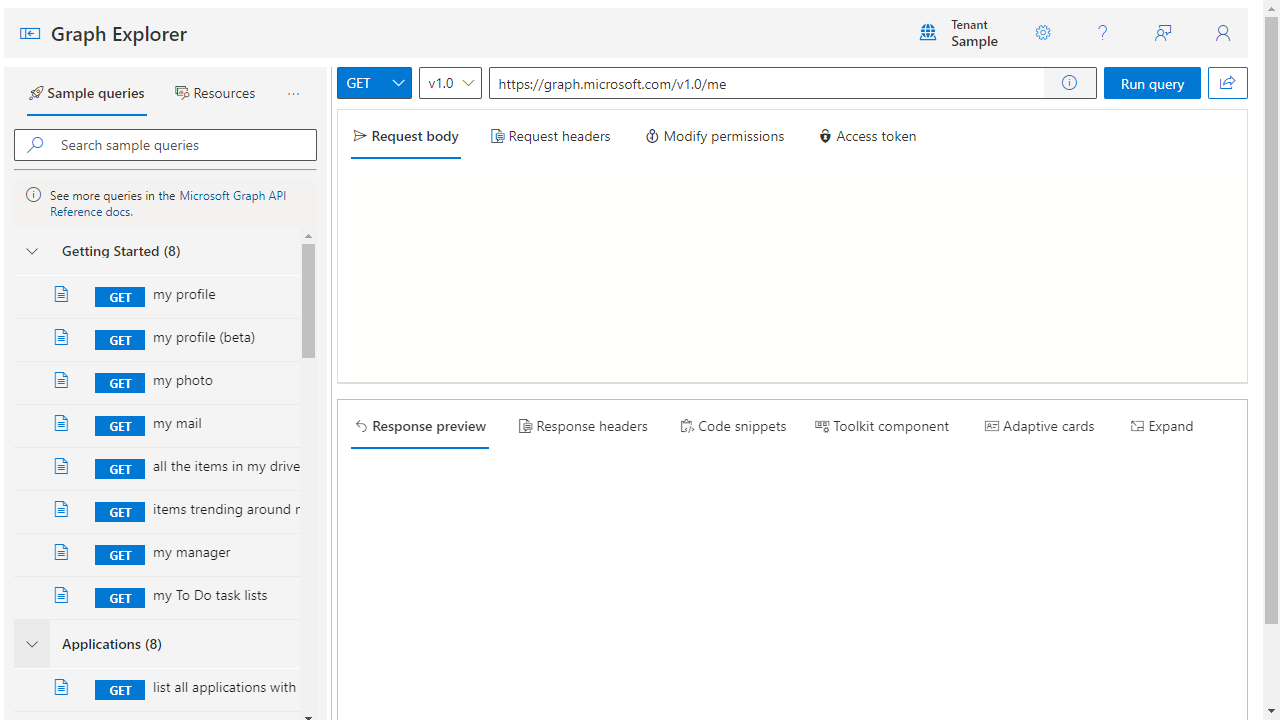 Graph Explorer
Tenant
Sample
Sample queries
Resources
Search sample queries
See more queries in the Microsoft Graph API
Reference docs.
Getting Started (8)
GET my profile
GET my profile (beta)
GET my photo
GET my mail
GET all the items in my drive
GET items trending around
GET my manager
GET my To Do task lists
Applications (8)
GET list all applications with
GET
v1.0
https://graph.microsoft.com/v1.0/me
Run query
Request body
Request headers
Modify permissions
Access token
Response preview
Response headers
Code snippets
Toolkit component
Adaptive cards
Expand